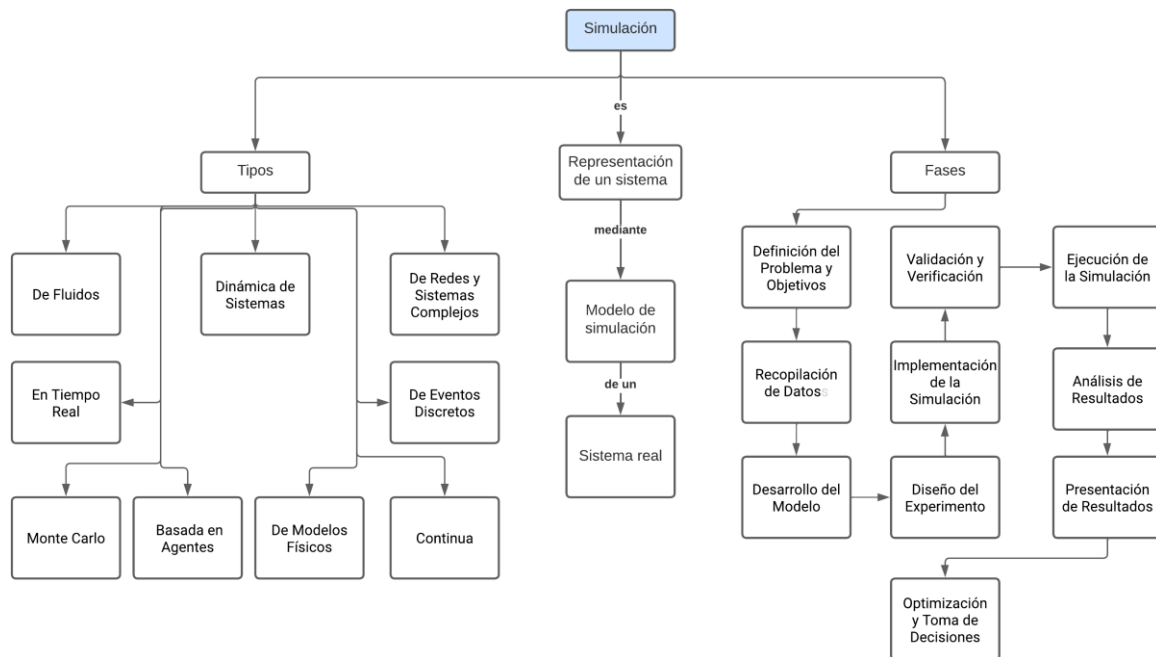 Simulación
es
Representación
de un sistema
mediante
Modelo de
simulación
de un
Sistema real
Tipos
De Fluidos
Dinámica de
Sistemas
De Redes y
Sistemas
Complejos
En Tiempo
Real
De Eventos
Discretos
Monte Carlo
Basada en
Agentes
De Modelos
Físicos
Continua
Fases
Definición del
Problema y
Objetivos
Recopilación
de Datoss
Desarrollo del
Modelo
Diseño del
Experimento
Implementación
de la
Simulación
Validación y
Verificación
Ejecución de
la Simulación
Análisis de
Resultados
Presentación
de Resultados
Optimización
y Toma de
Decisiones